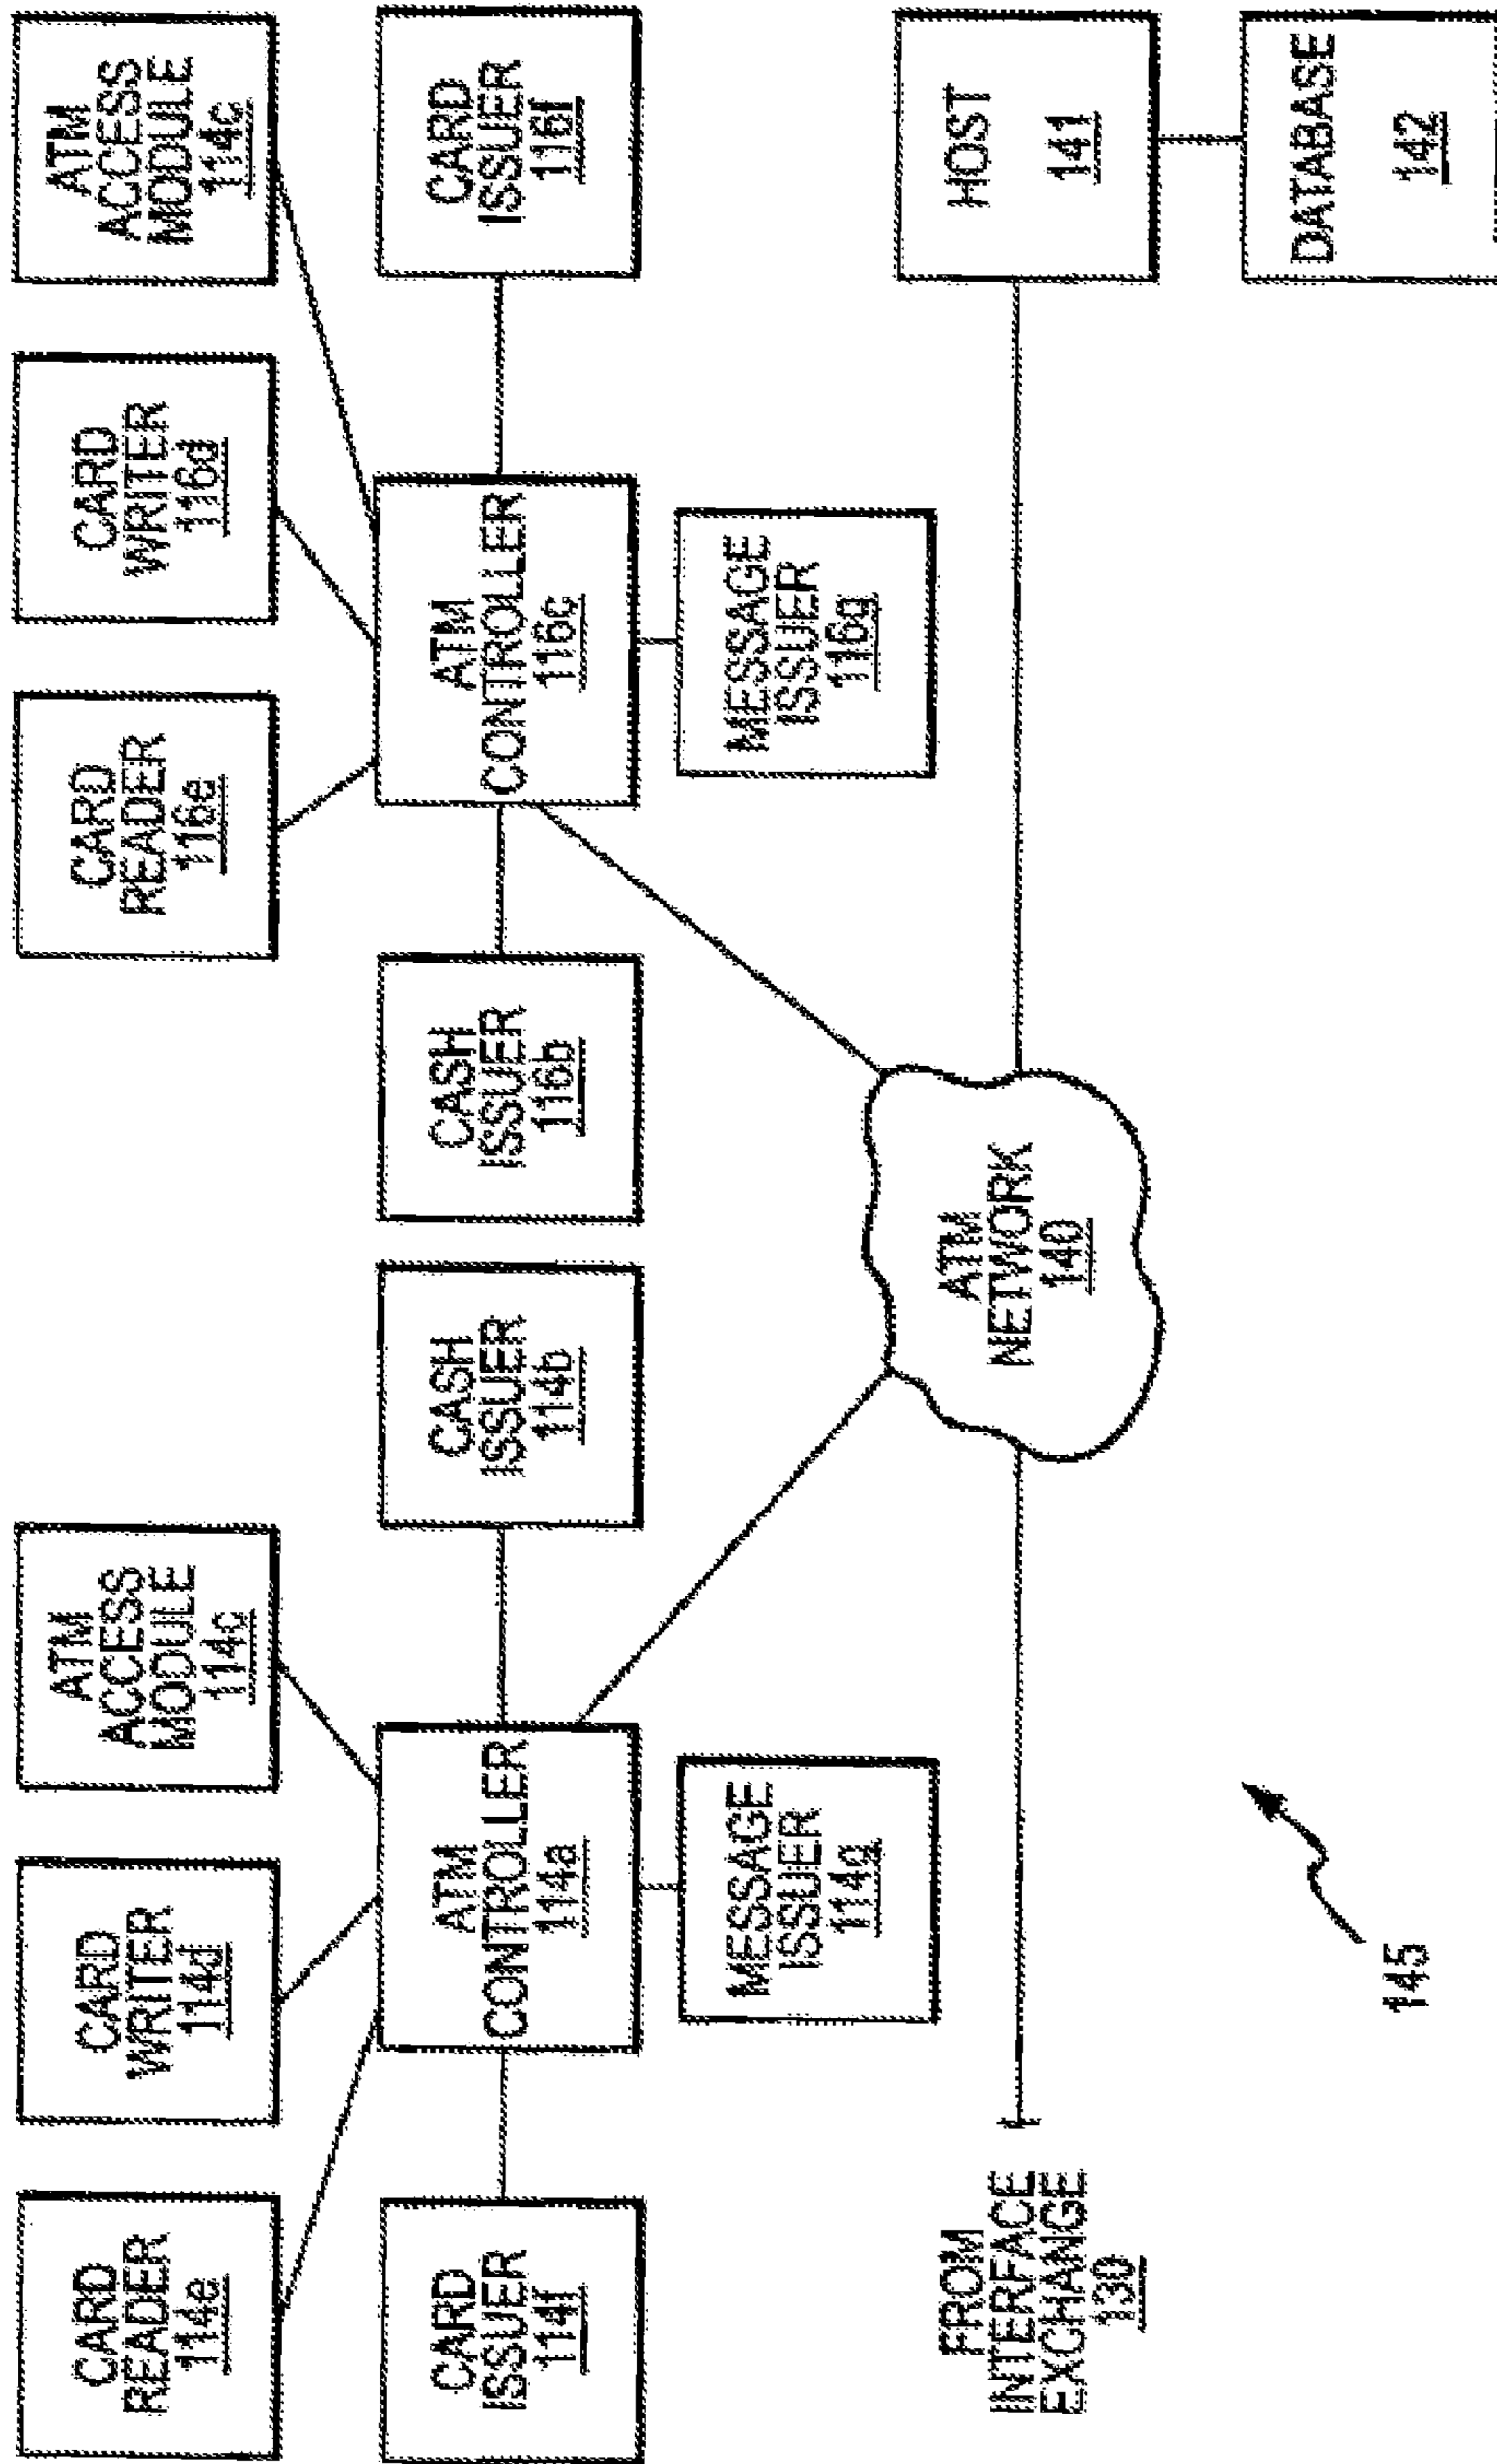 CARD
READER
114e
CARD
WRITER
114d
ATM
ACCESS
MODULE
114c
CARD
READER
116e
CARD
WRITER
116d
ATM
ACCESS
MODULE
114c
CARD
ISSUER
114f
ATM
CONTROLLER
114a
CASH
ISSUER
114b
CASH
ISSUER
116b
ATM
CONTROLLER
116c
CARD
ISSUER
116f
MESSAGE
ISSUER
114g
MESSAGE
ISSUER
116g
FROM
INTERFACE
EXCHANGE
130
ATM
NETWORK
140
HOST
141
DATABASE
142
145